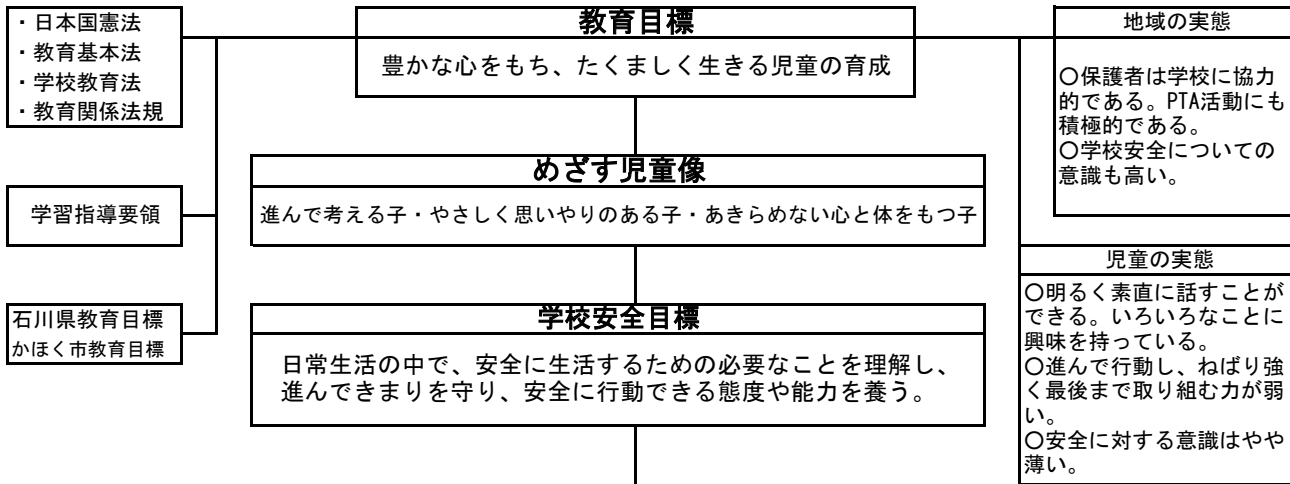 ・日本国憲法
・教育基本法
・学校教育法
・教育関係法規
学習指導要領
石川県教育目標
かほく市教育目標
教育目標
豊かな心をもち、たくましく生きる児童の育成
めざす児童像
進んで考える子・やさしく思いやりのある子・あきらめない心と体をもつ子
学校安全目標
日常生活の中で、安全に生活するための必要なことを理解し、
進んできまりを守り、安全に行動できる態度や能力を養う。
地域の実態
○保護者は学校に協力
的である。PTA活動にも
積極的である。
○学校安全についての
意識も高い。
児童の実態
○明るく素直に話すことが
できる。いろいろなことに
興味を持っている。
○進んで行動し、ねばり強
く最後まで取り組む力が弱
い。
○安全に対する意識はやや
薄い。